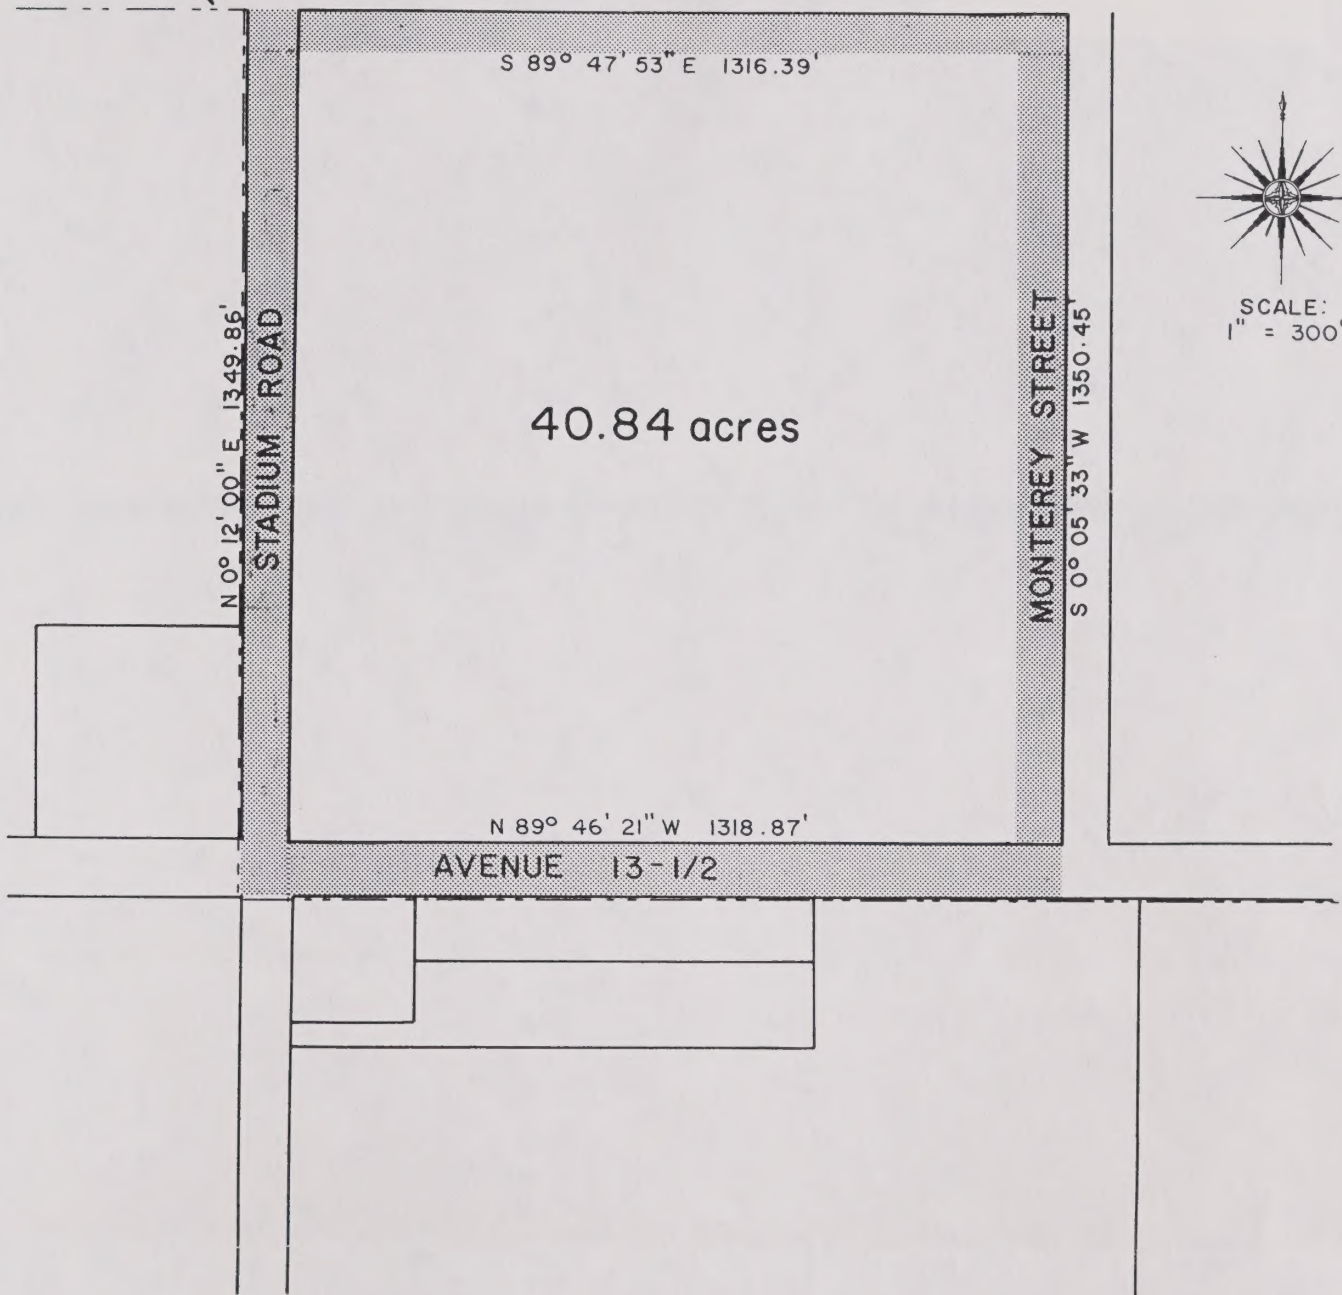 S 89° 47' 53" E 1316.39'
SCALE:
1" = 300'
N 0° 12' 00" E 1349.86'
STADIUM ROAD
40.84 acres
MONTEREY STREET
S 0° 05' 33" W 1350.45'
N 89° 46' 21" W 1318.87'
AVENUE 13-1/2